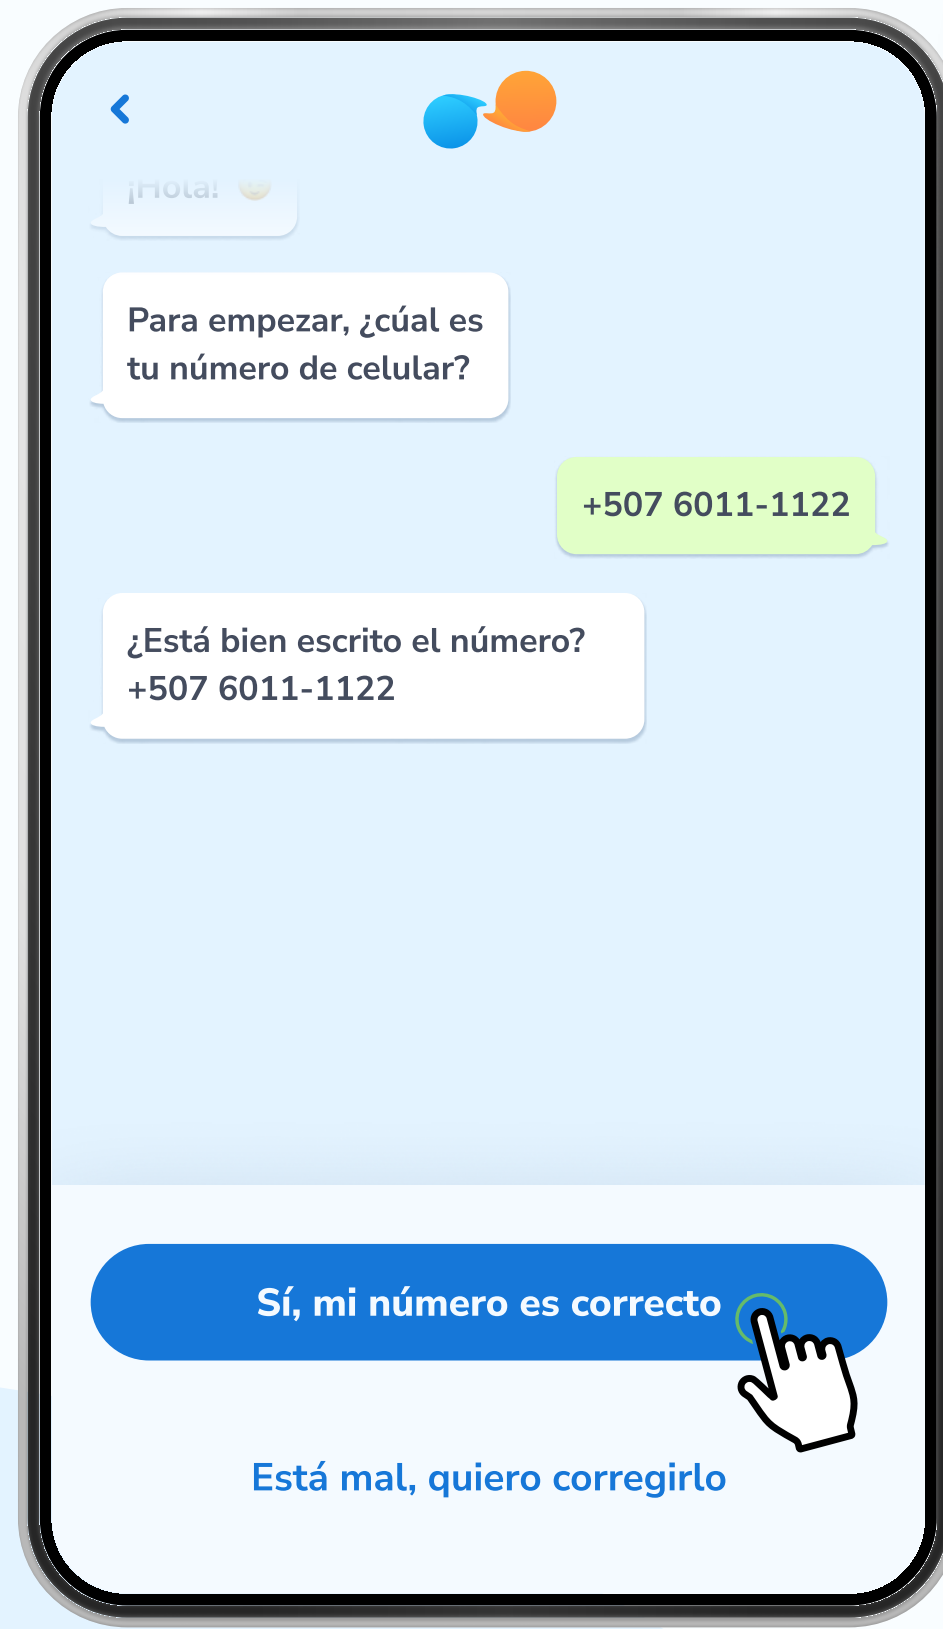 ¡Hola!
Para empezar, ¿cúal es
tu número de celular?
+507 6011-1122
¿Está bien escrito el número?
+507 6011-1122
Sí, mi número es correcto
Está mal, quiero corregirlo